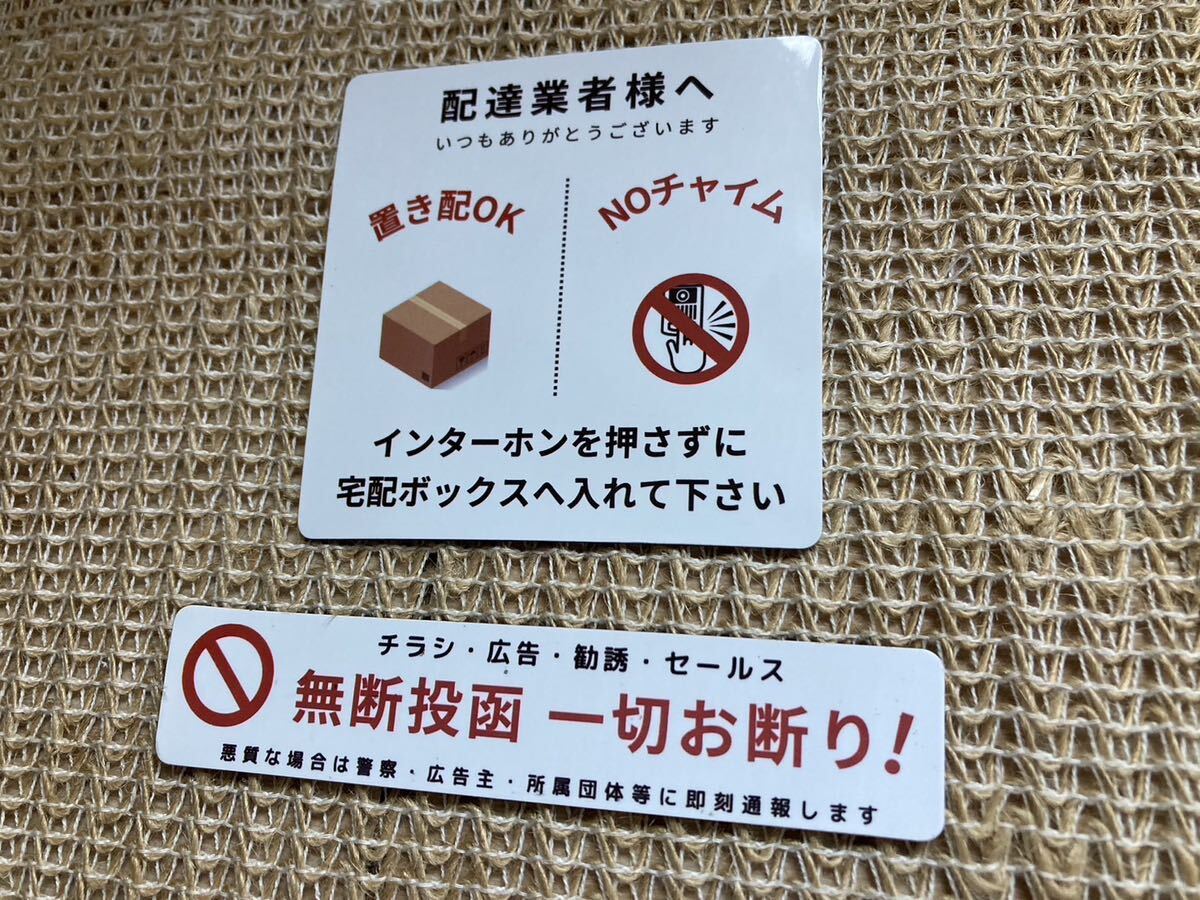 配達業者様へ
いつもありがとうございます
置き配OK
NOチャイム
インターホンを押さずに
宅配ボックスへ入れて下さい
チラシ・広告・勧誘・セールス
無断投函 一切お断り!
悪質な場合は警察・広告主・所属団体等に即刻通報します